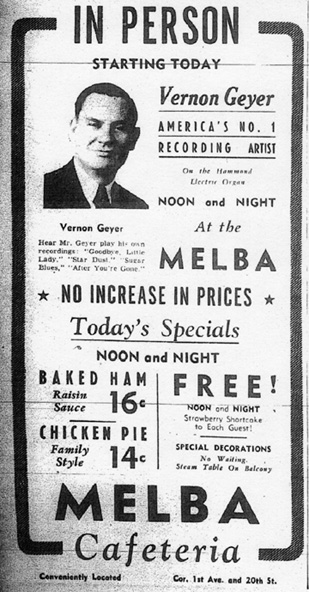 IN PERSON
STARTING TODAY
Vernon Geyer
AMERICA'S NO. 1
RECORDING ARTIST
On the Hammond
Electric Organ
NOON and NIGHT
Vernon Geyer
Hear Mr. Geyer play his own
recordings: "Goodbye, Little
Lady," "Star Dust," "Sugar
Blues," "After You're Gone."
At the
MELBA
★ NO INCREASE IN PRICES ★
Today's Specials
NOON and NIGHT
BAKED HAM
Raisin
Sauce 16c
CHICKEN PIE
Family
Style 14c
FREE!
NOON and NIGHT
Strawberry Shortcake
to Each Guest!
SPECIAL DECORATIONS
No Waiting.
Steam Table On Balcony
MELBA
Cafeteria
Conveniently Located Cor. 1st Ave. and 20th St.